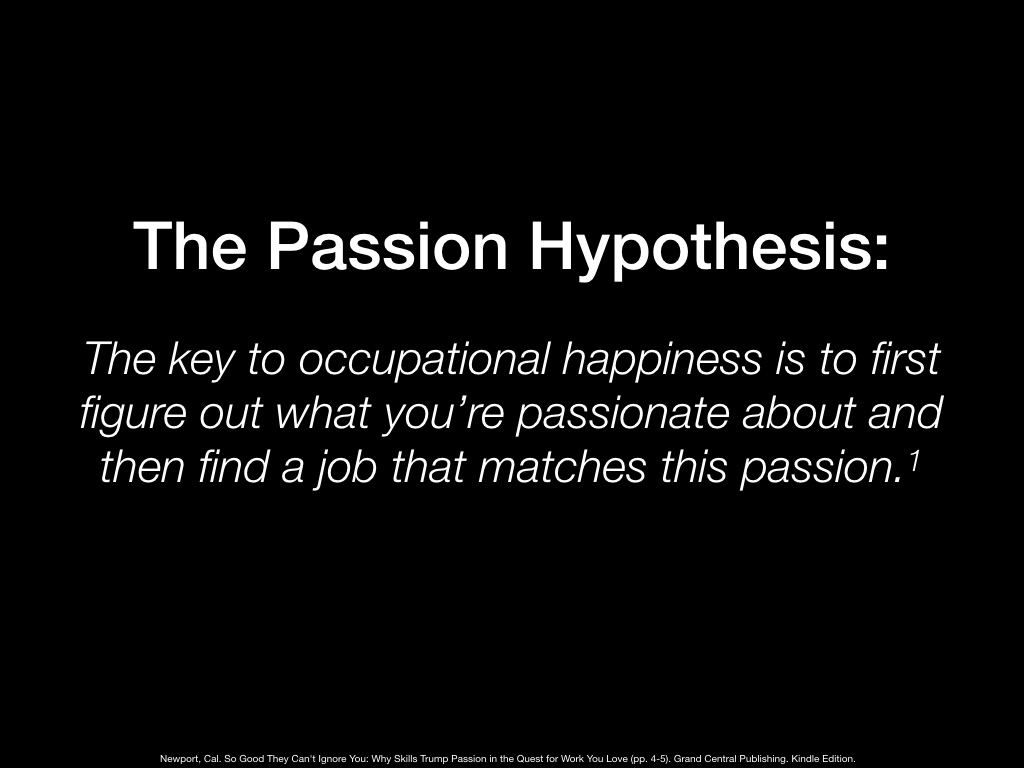 The Passion Hypothesis:
The key to occupational happiness is to first
figure out what you’re passionate about and
then find a job that matches this passion.¹
Newport, Cal. So Good They Can't Ignore You: Why Skills Trump Passion in the Quest for Work You Love (pp. 4-5). Grand Central Publishing. Kindle Edition.